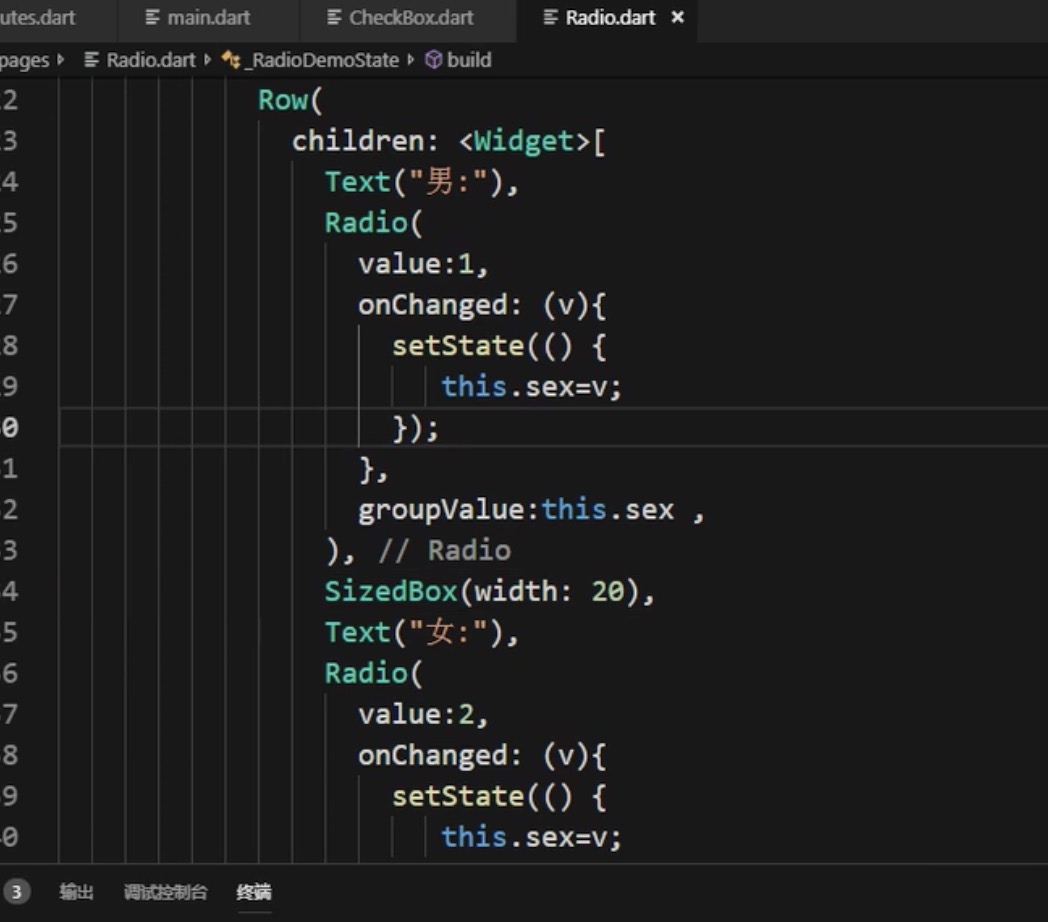 utes.dart main.dart CheckBox.dart Radio.dart ×
pages Radio.dart _RadioDemoState build
2 Row(
3 children: <Widget>[
4 Text("男:"),
5 Radio(
6 value:1,
7 onChanged: (v){
8 setState(() {
9 this.sex=v;
0 });
1 },
2 groupValue:this.sex ,
3 ), // Radio
4 SizedBox(width: 20),
5 Text("女:"),
6 Radio(
7 value:2,
8 onChanged: (v){
9 setState(() {
0 this.sex=v;
3 输出 调试控制台 终端